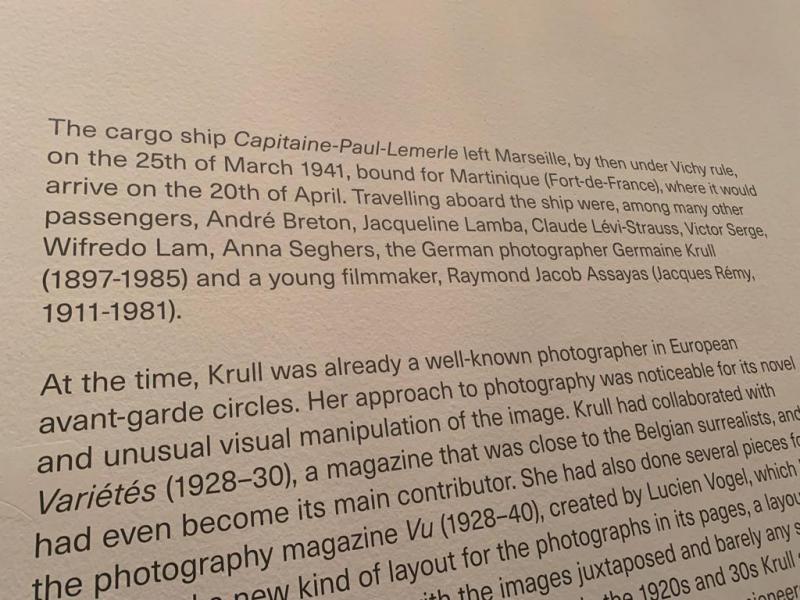 The cargo ship Capitaine-Paul-Lemerle left Marseille, by then under Vichy rule,
on the 25th of March 1941, bound for Martinique (Fort-de-France), where it would
arrive on the 20th of April. Travelling aboard the ship were, among many other
passengers, André Breton, Jacqueline Lamba, Claude Lévi-Strauss, Victor Serge,
Wifredo Lam, Anna Seghers, the German photographer Germaine Krull
(1897-1985) and a young filmmaker, Raymond Jacob Assayas (Jacques Rémy,
1911-1981).
At the time, Krull was already a well-known photographer in European
avant-garde circles. Her approach to photography was noticeable for its novel
and unusual visual manipulation of the image. Krull had collaborated with
Variétés (1928–30), a magazine that was close to the Belgian surrealists, and
had even become its main contributor. She had also done several pieces
the photography magazine Vu (1928–40), created by Lucien Vogel, which
new kind of layout for the photographs in its pages, a
the images juxtaposed and barely any
the 1920s and 30s Krull